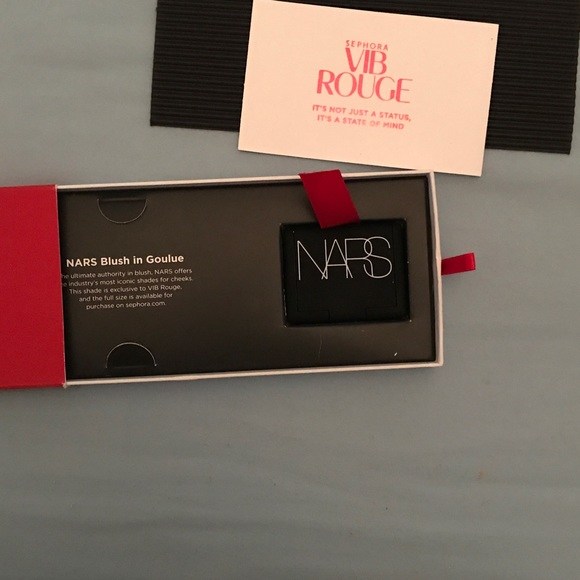 SEPHORA
VIB
ROUGE
IT'S NOT JUST A STATUS,
IT'S A STATE OF MIND
NARS Blush in Goulue
ultimate authority in blush, NARS offers
industry's most iconic shades for cheeks.
This shade is exclusive to VIB Rouge,
and the full size is available for
purchase on sephora.com.
NARS